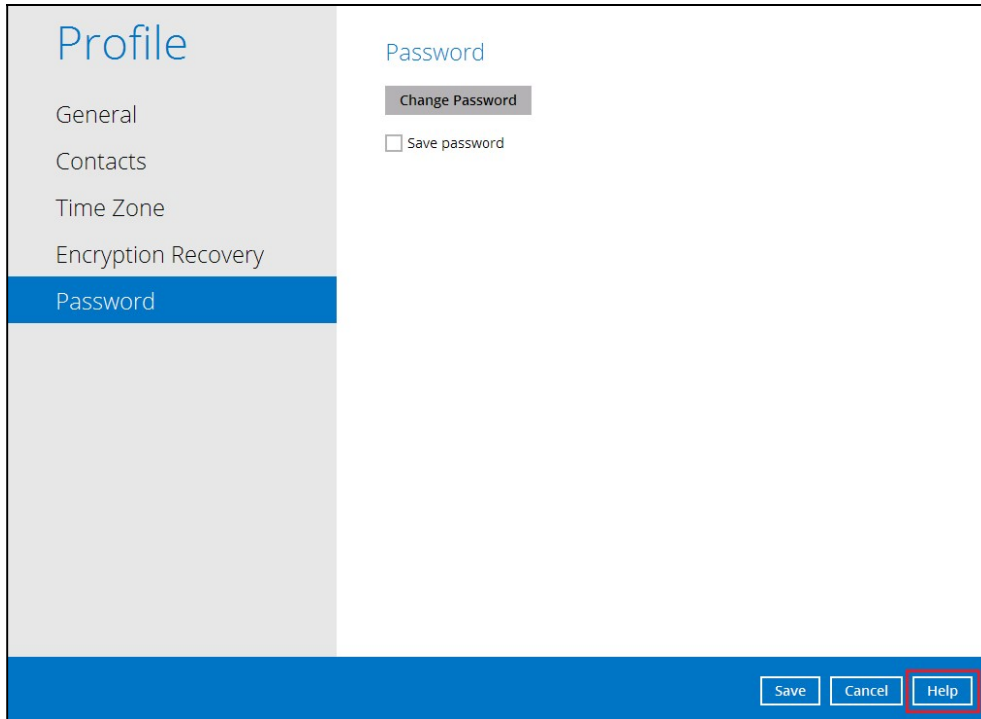 Profile
General
Contacts
Time Zone
Encryption Recovery
Password
Password
Change Password
Save password
Save Cancel Help